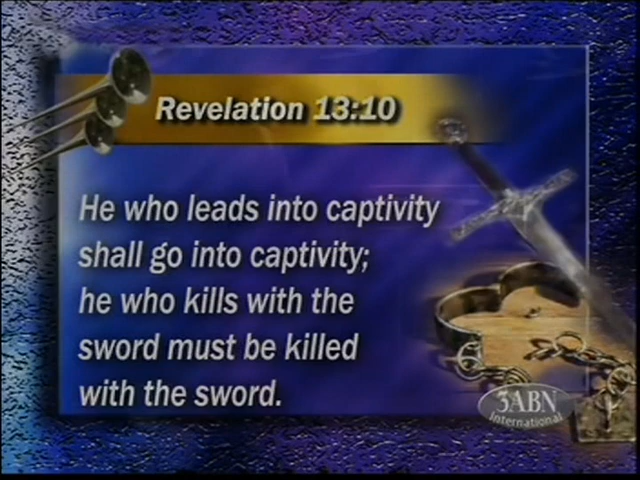 Revelation 13:10
He who leads into captivity
shall go into captivity;
he who kills with the
sword must be killed
with the sword.
3ABN
International